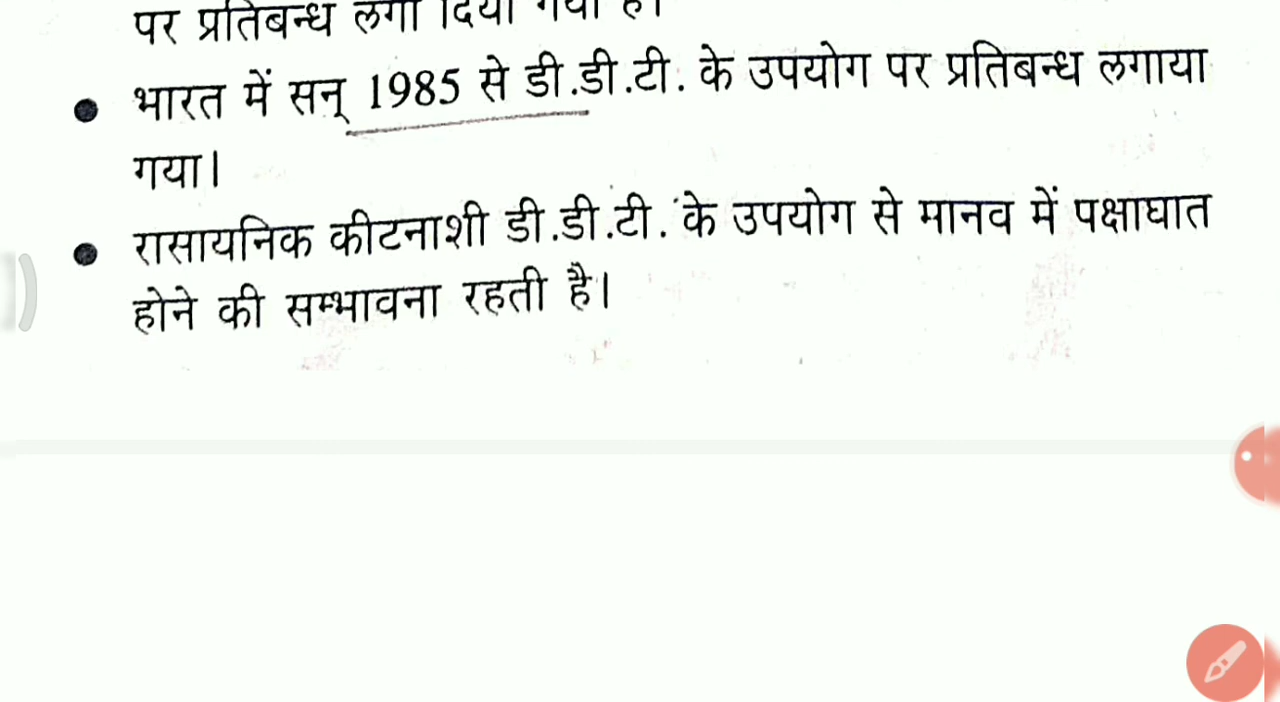 पर प्रतिबन्ध लगा दिया गया है।
भारत में सन् 1985 से डी.डी.टी. के उपयोग पर प्रतिबन्ध लगाया
गया।
रासायनिक कीटनाशी डी.डी.टी. के उपयोग से मानव में पक्षाघात
होने की सम्भावना रहती है।